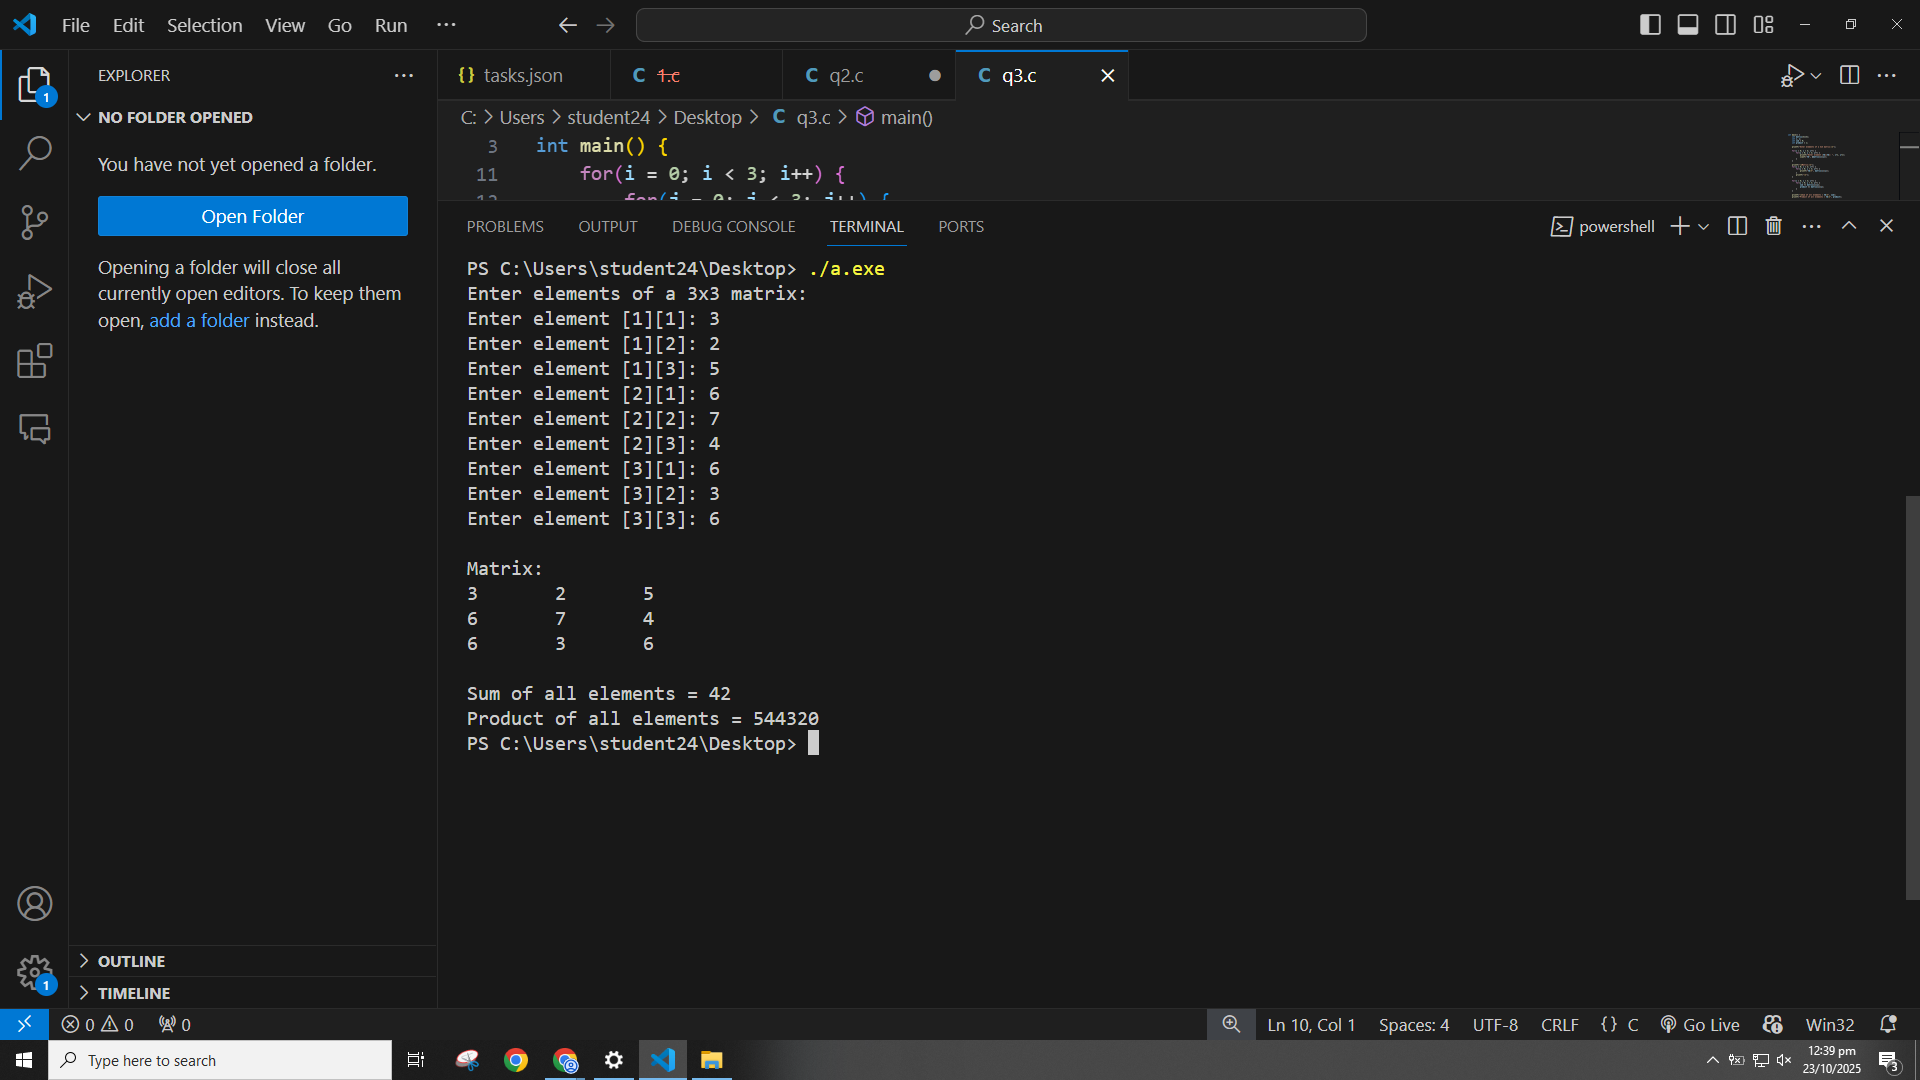 File Edit Selection View Go Run ··· Search
EXPLORER ···
NO FOLDER OPENED
You have not yet opened a folder.
Open Folder
Opening a folder will close all
currently open editors. To keep them
open, add a folder instead.
OUTLINE
TIMELINE
{} tasks.json C 1.c C q2.c C q3.c
C: > Users > student24 > Desktop > C q3.c > main()
3 int main() {
11 for(i = 0; i < 3; i++) {
PROBLEMS OUTPUT DEBUG CONSOLE TERMINAL PORTS powershell
PS C:\Users\student24\Desktop> ./a.exe
Enter elements of a 3x3 matrix:
Enter element [1][1]: 3
Enter element [1][2]: 2
Enter element [1][3]: 5
Enter element [2][1]: 6
Enter element [2][2]: 7
Enter element [2][3]: 4
Enter element [3][1]: 6
Enter element [3][2]: 3
Enter element [3][3]: 6
Matrix:
3 2 5
6 7 4
6 3 6
Sum of all elements = 42
Product of all elements = 544320
PS C:\Users\student24\Desktop>
1
1
0 0 0 Ln 10, Col 1 Spaces: 4 UTF-8 CRLF {} C Go Live Win32
Type here to search
12:39 pm
23/10/2025
3